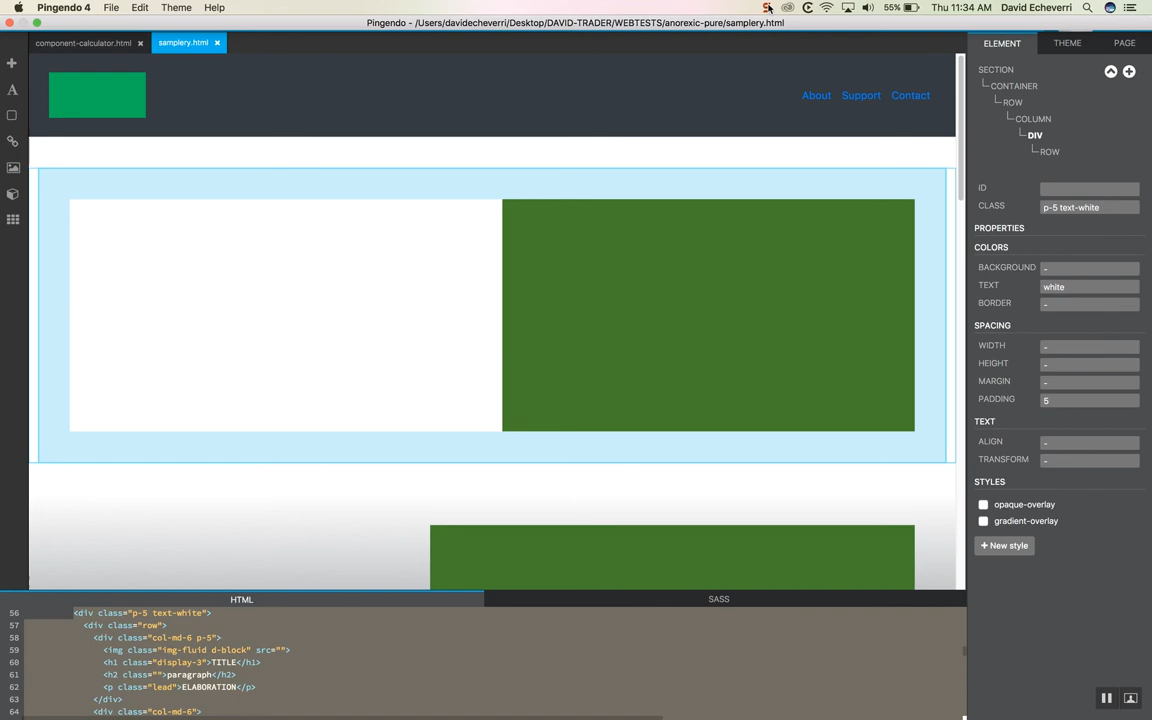 Pingendo 4 File Edit Theme Help 55% Thu 11:34 AM David Echeverri
Pingendo - /Users/davidecheverri/Desktop/DAVID-TRADER/WEBTESTS/anorexic-pure/samplery.html
component-calculator.html × samplery.html ×
ELEMENT THEME PAGE
About Support Contact
SECTION
CONTAINER
ROW
COLUMN
DIV
ROW
ID
CLASS p-5 text-white
PROPERTIES
COLORS
BACKGROUND -
TEXT white
BORDER -
SPACING
WIDTH -
HEIGHT -
MARGIN -
PADDING 5
TEXT
ALIGN -
TRANSFORM -
STYLES
opaque-overlay
gradient-overlay
+ New style
HTML SASS
56 <div class="p-5 text-white">
57 <div class="row">
58 <div class="col-md-6 p-5">
59 <img class="img-fluid d-block" src="">
60 <h1 class="display-3">TITLE</h1>
61 <h2 class="">paragraph</h2>
62 <p class="lead">ELABORATION</p>
63 </div>
64 <div class="col-md-6">